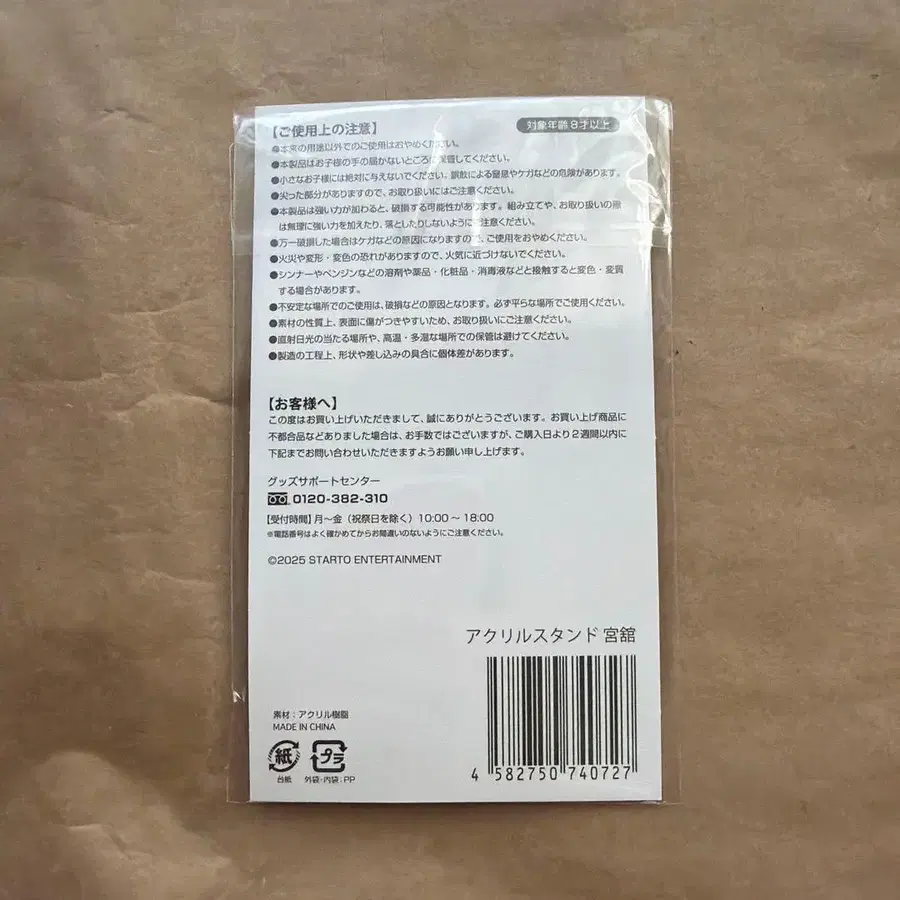 【ご使用上の注意】
対象年齢8才以上
●本来の用途以外でのご使用はおやめください。
●本製品はお子様の手の届かないところに保管してください。
●小さなお子様には絶対に与えないでください。誤飲による窒息やケガなどの危険があります。
●尖った部分がありますので、お取り扱いにはご注意ください。
●本製品は強い力が加わると、破損する可能性があります。組み立てや、お取り扱いの際
は無理に強い力を加えたり、落としたりしないようにご注意ください。
●万一破損した場合はケガなどの原因になりますので、ご使用をおやめください。
●火災や変形・変色の恐れがありますので、火気に近づけないでください。
●シンナーやベンジンなどの溶剤や薬品・化粧品・消毒液などと接触すると変色・変質
する場合があります。
●不安定な場所でのご使用は、破損などの原因となります。必ず平らな場所でご使用ください。
●素材の性質上、表面に傷がつきやすいため、お取り扱いにご注意ください。
●直射日光の当たる場所や、高温・多湿な場所での保管は避けてください。
●製造の工程上、形状や差し込みの具合に個体差があります。
【お客様へ】
この度はお買い上げいただきまして、誠にありがとうございます。お買い上げ商品に
不都合品などありました場合は、お手数ではございますが、ご購入日より2週間以内に
下記までお問い合わせいただきますようお願い申し上げます。
グッズサポートセンター
0120-382-310
【受付時間】月～金（祝祭日を除く）10:00～18:00
※電話番号はよく確かめてからお間違いのないようにご注意ください。
©2025 STARTO ENTERTAINMENT
アクリルスタンド 宮舘
素材：アクリル樹脂
MADE IN CHINA
紙
プラ
台紙
外袋・内袋：PP
4 582750 740727